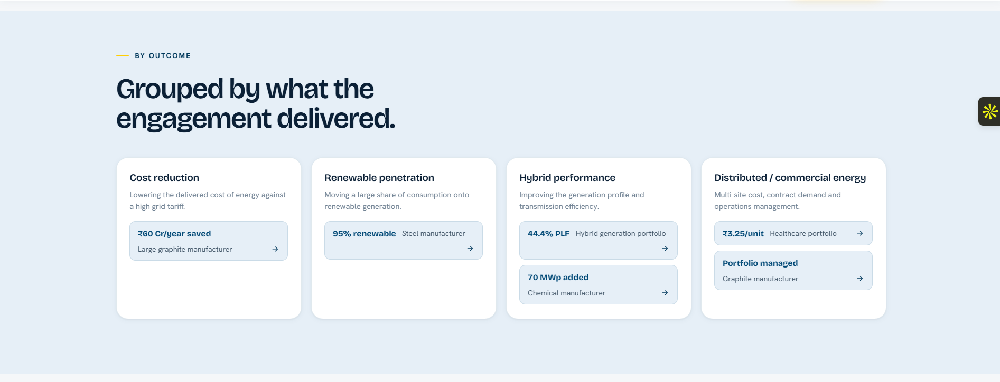 BY OUTCOME
Grouped by what the
engagement delivered.
Cost reduction
Lowering the delivered cost of energy against
a high grid tariff.
₹60 Cr/year saved
Large graphite manufacturer
Renewable penetration
Moving a large share of consumption onto
renewable generation.
95% renewable Steel manufacturer
Hybrid performance
Improving the generation profile and
transmission efficiency.
44.4% PLF Hybrid generation portfolio
70 MWp added
Chemical manufacturer
Distributed / commercial energy
Multi-site cost, contract demand and
operations management.
₹3.25/unit Healthcare portfolio
Portfolio managed
Graphite manufacturer